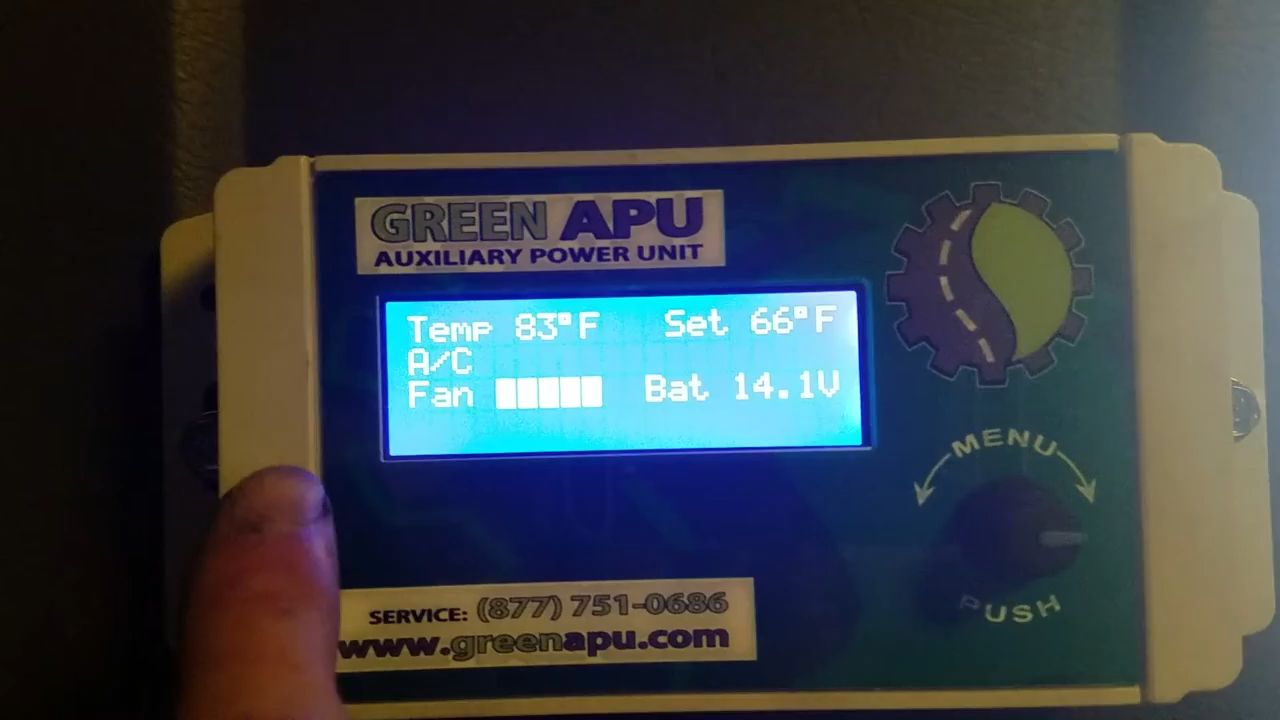 GREEN APU
AUXILIARY POWER UNIT
Temp 83°F Set 66°F
A/C
Fan Bat 14.1V
MENU
PUSH
SERVICE: (877) 751-0686
www.greenapu.com